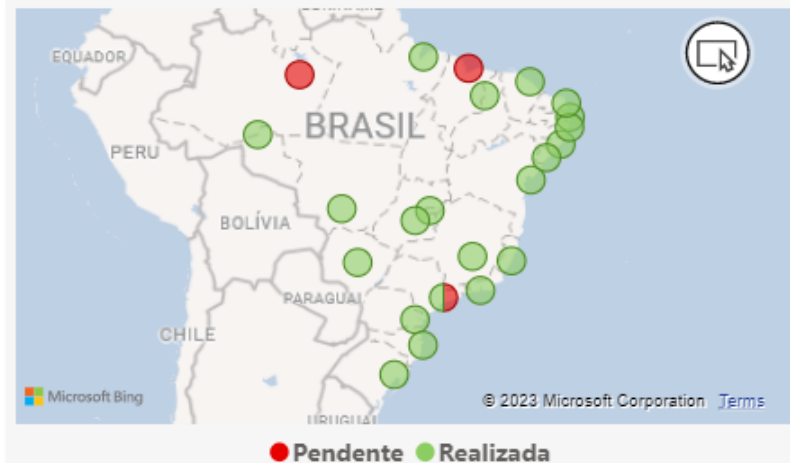 EQUADOR
BRASIL
PERU
BOLÍVIA
PARAGUAI
CHILE
Microsoft Bing
© 2023 Microsoft Corporation Terms
URUGUAI
Pendente Realizada